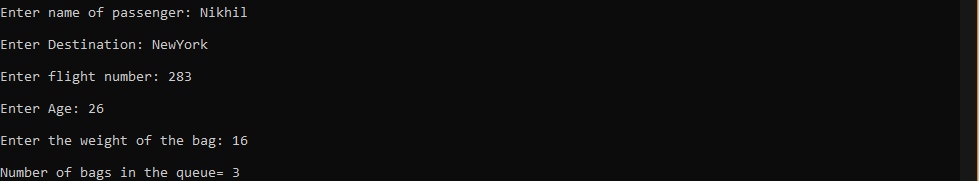 Enter name of passenger: Nikhil
Enter Destination: NewYork
Enter flight number: 283
Enter Age: 26
Enter the weight of the bag: 16
Number of bags in the queue= 3